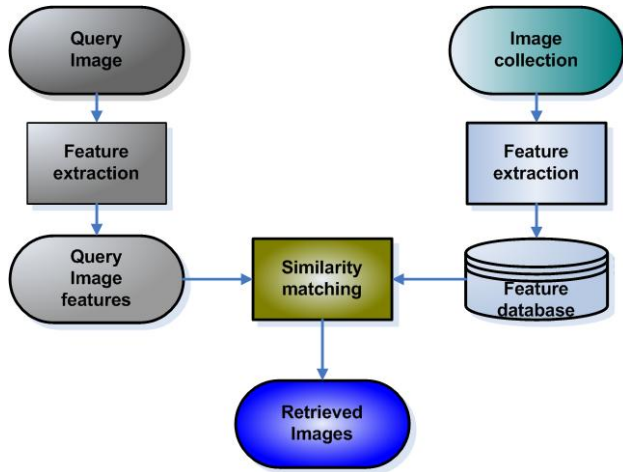 Query
Image
Image
collection
Feature
extraction
Feature
extraction
Query
Image
features
Similarity
matching
Feature
database
Retrieved
Images